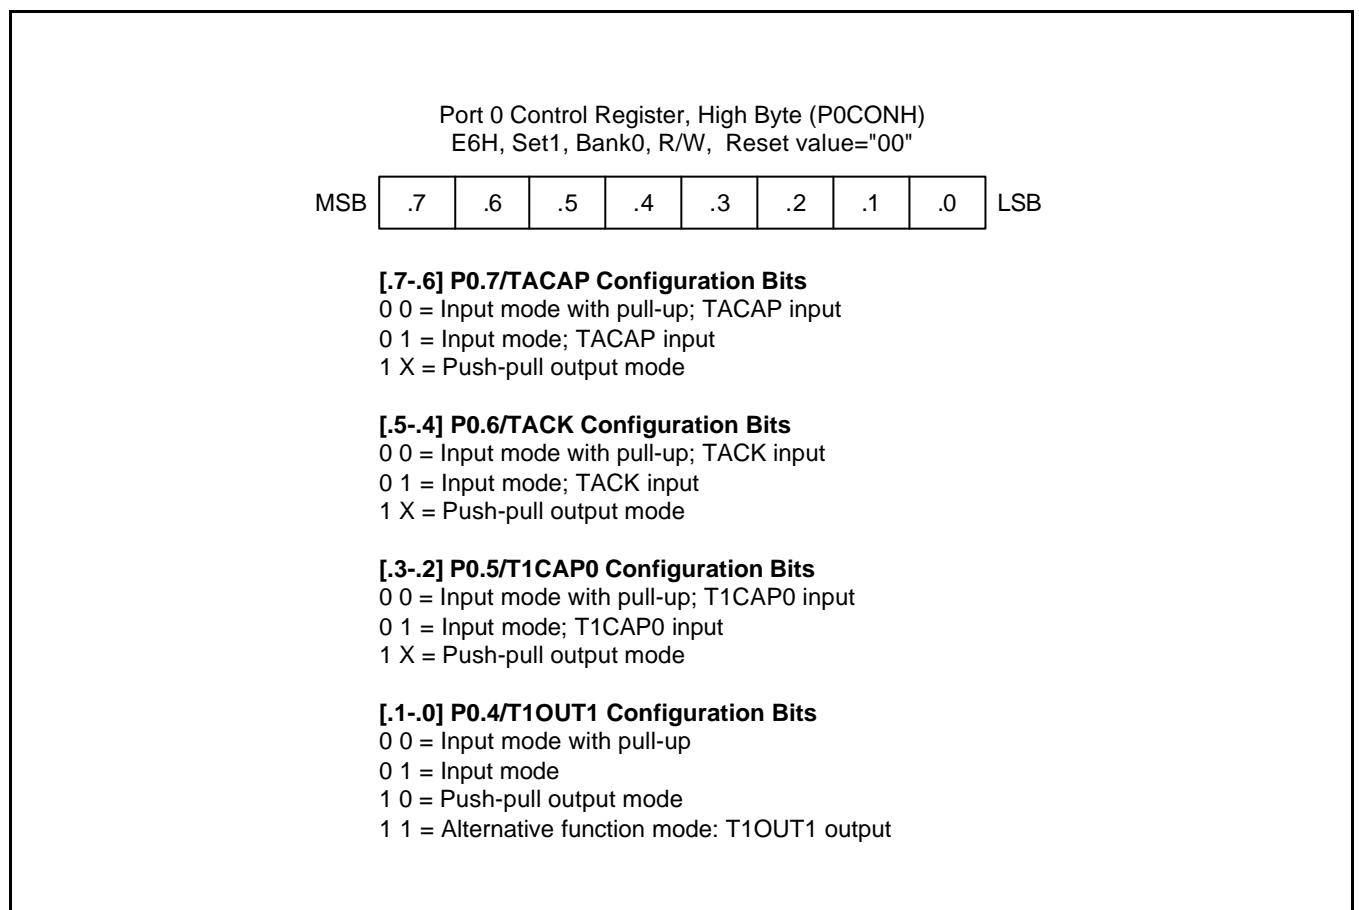 Port 0 Control Register, High Byte (P0CONH)
E6H, Set1, Bank0, R/W, Reset value="00"
MSB .7 .6 .5 .4 .3 .2 .1 .0 LSB
[.7-.6] P0.7/TACAP Configuration Bits
0 0 = Input mode with pull-up; TACAP input
0 1 = Input mode; TACAP input
1 X = Push-pull output mode
[.5-.4] P0.6/TACK Configuration Bits
0 0 = Input mode with pull-up; TACK input
0 1 = Input mode; TACK input
1 X = Push-pull output mode
[.3-.2] P0.5/T1CAP0 Configuration Bits
0 0 = Input mode with pull-up; T1CAP0 input
0 1 = Input mode; T1CAP0 input
1 X = Push-pull output mode
[.1-.0] P0.4/T1OUT1 Configuration Bits
0 0 = Input mode with pull-up
0 1 = Input mode
1 0 = Push-pull output mode
1 1 = Alternative function mode: T1OUT1 output